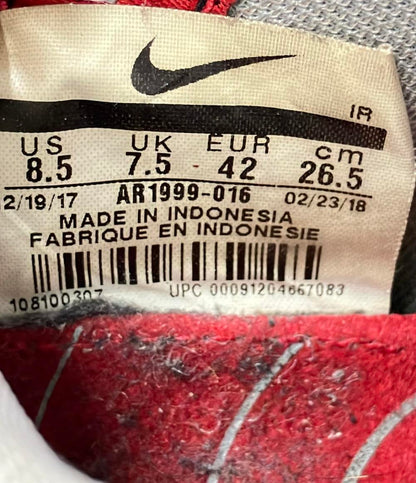 IR
US UK EUR cm
8.5 7.5 - 42 26.5
2/19/17 AR1999-016 02/23/18
MADE IN INDONESIA
FABRIQUE EN INDONESIE
108100307 UPC 00091204667083